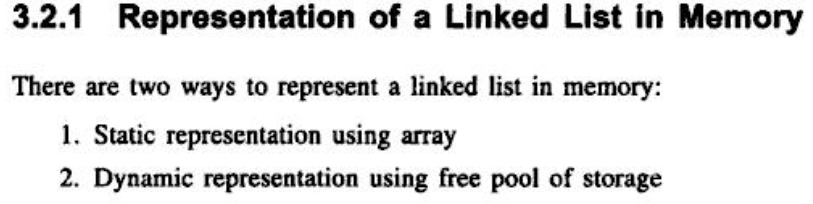 3.2.1 Representation of a Linked List in Memory
There are two ways to represent a linked list in memory:
1. Static representation using array
2. Dynamic representation using free pool of storage